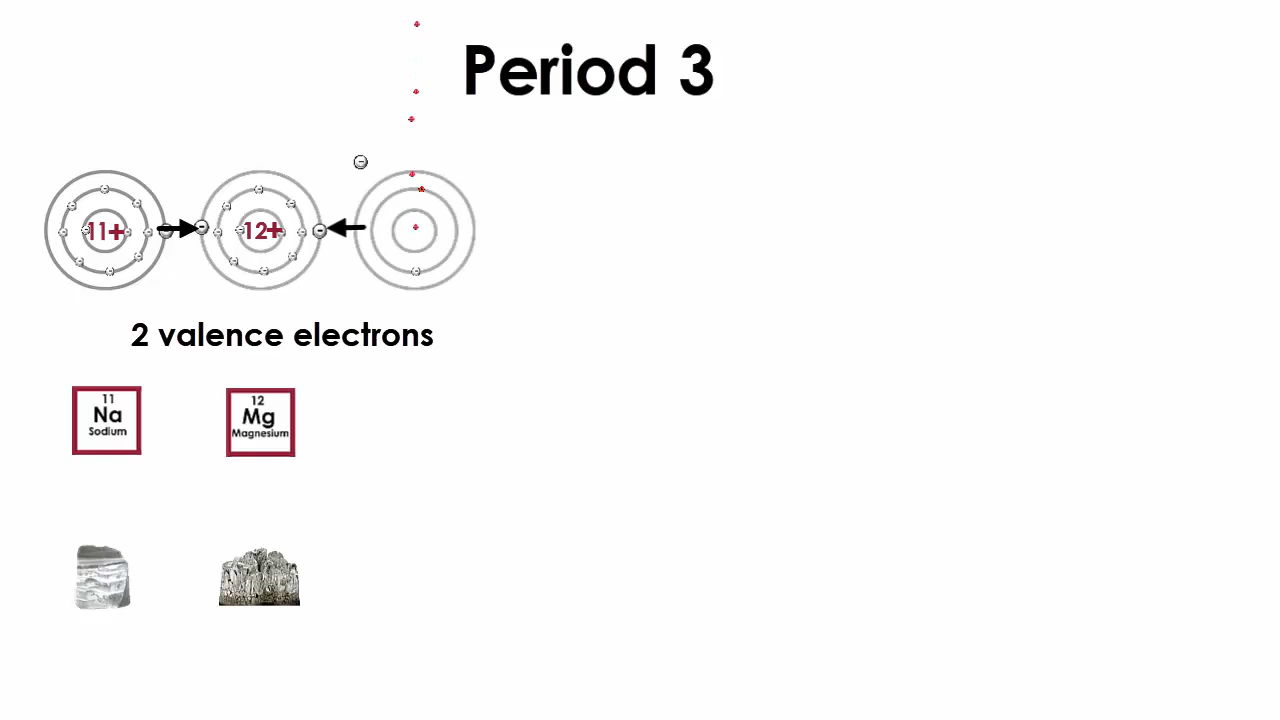 Period 3
11+
12+
2 valence electrons
11
Na
Sodium
12
Mg
Magnesium